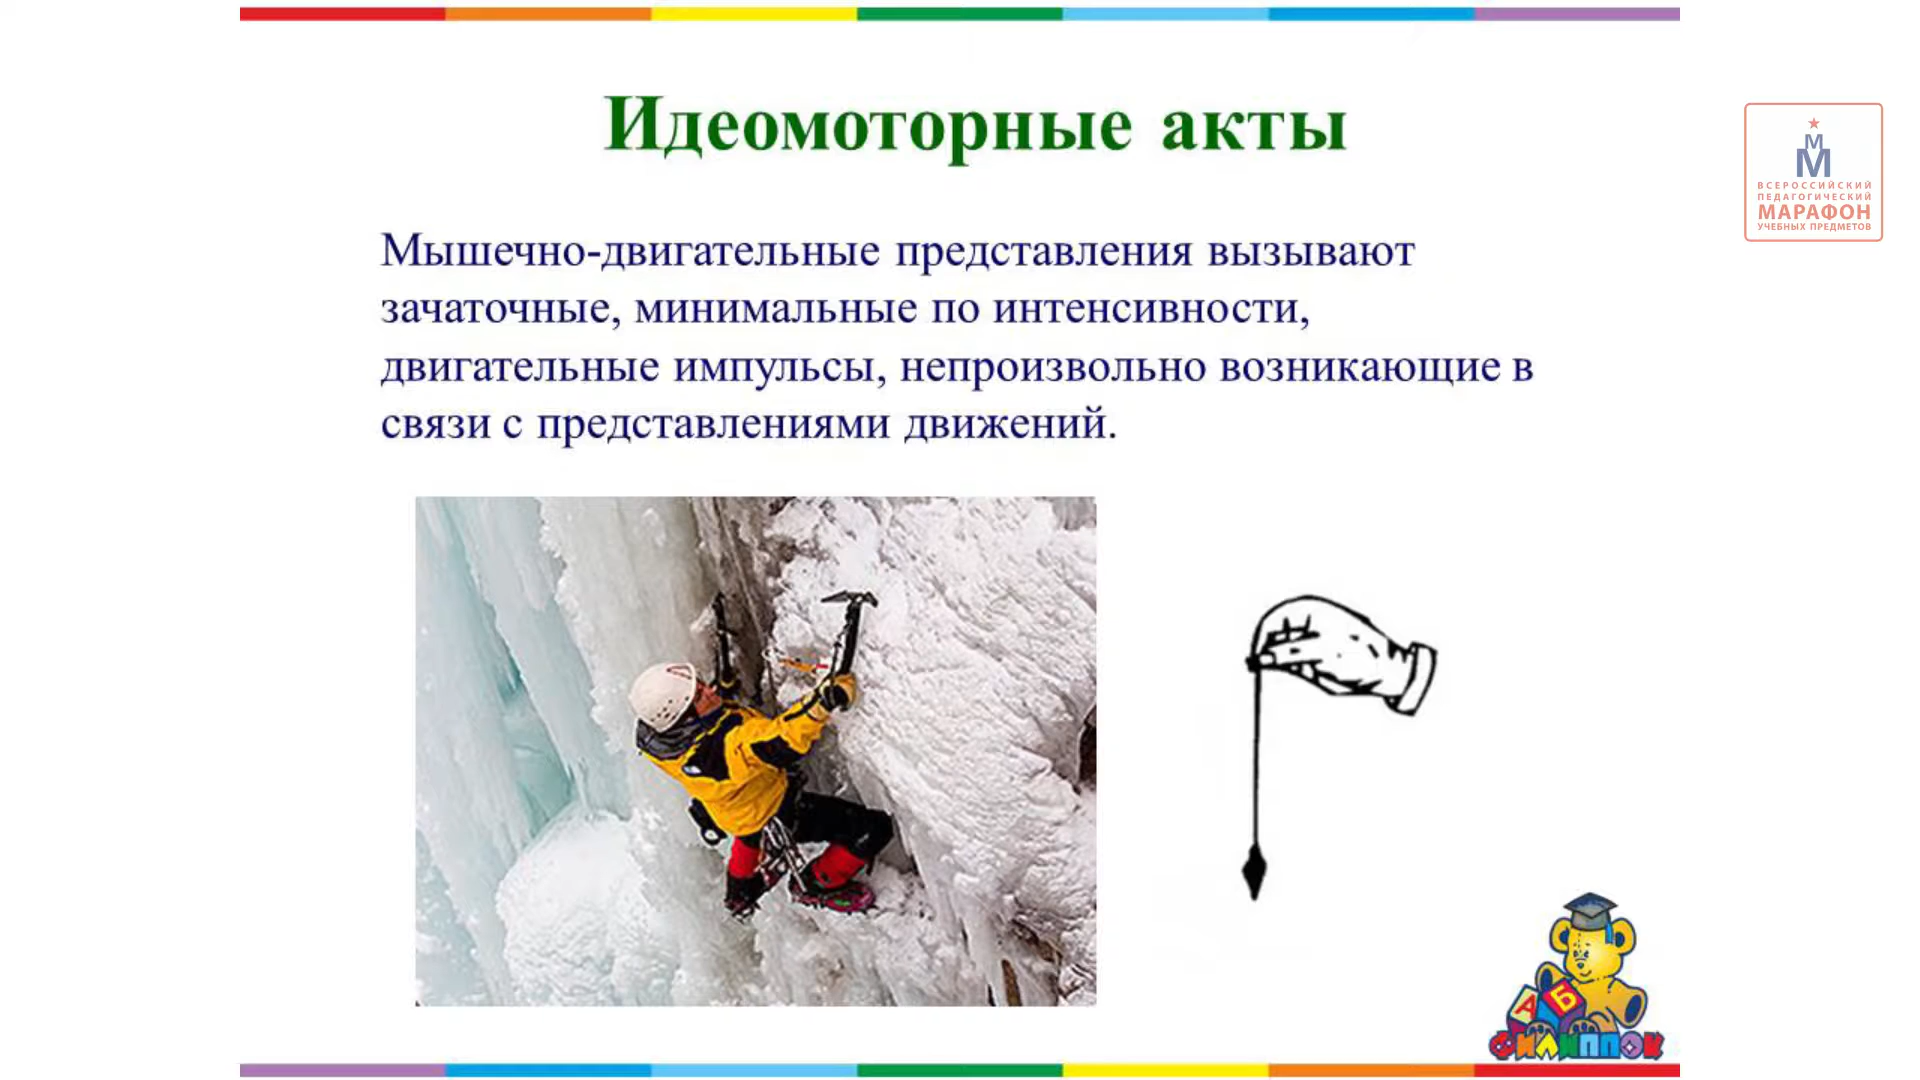 Идеомоторные акты
М
М
ВСЕРОССИЙСКИЙ
ПЕДАГОГИЧЕСКИЙ
МАРАФОН
УЧЕБНЫХ ПРЕДМЕТОВ
Мышечно-двигательные представления вызывают
зачаточные, минимальные по интенсивности,
двигательные импульсы, непроизвольно возникающие в
связи с представлениями движений.
А Б
ФИЛИППОК